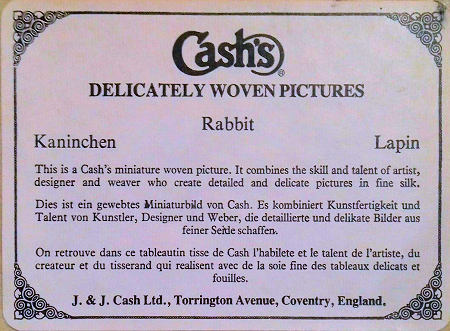 Cash's®
DELICATELY WOVEN PICTURES
Rabbit
Kaninchen Lapin
This is a Cash's miniature woven picture. It combines the skill and talent of artist,
designer and weaver who create detailed and delicate pictures in fine silk.
Dies ist ein gewebtes Miniaturbild von Cash. Es kombiniert Kunstfertigkeit und
Talent von Kunstler, Designer und Weber, die detaillierte und delikate Bilder aus
feiner Seide schaffen.
On retrouve dans ce tableautin tisse de Cash l'habilete et le talent de l'artiste, du
createur et du tisserand qui realisent avec de la soie fine des tableaux delicats et
fouilles.
J. & J. Cash Ltd., Torrington Avenue, Coventry, England.